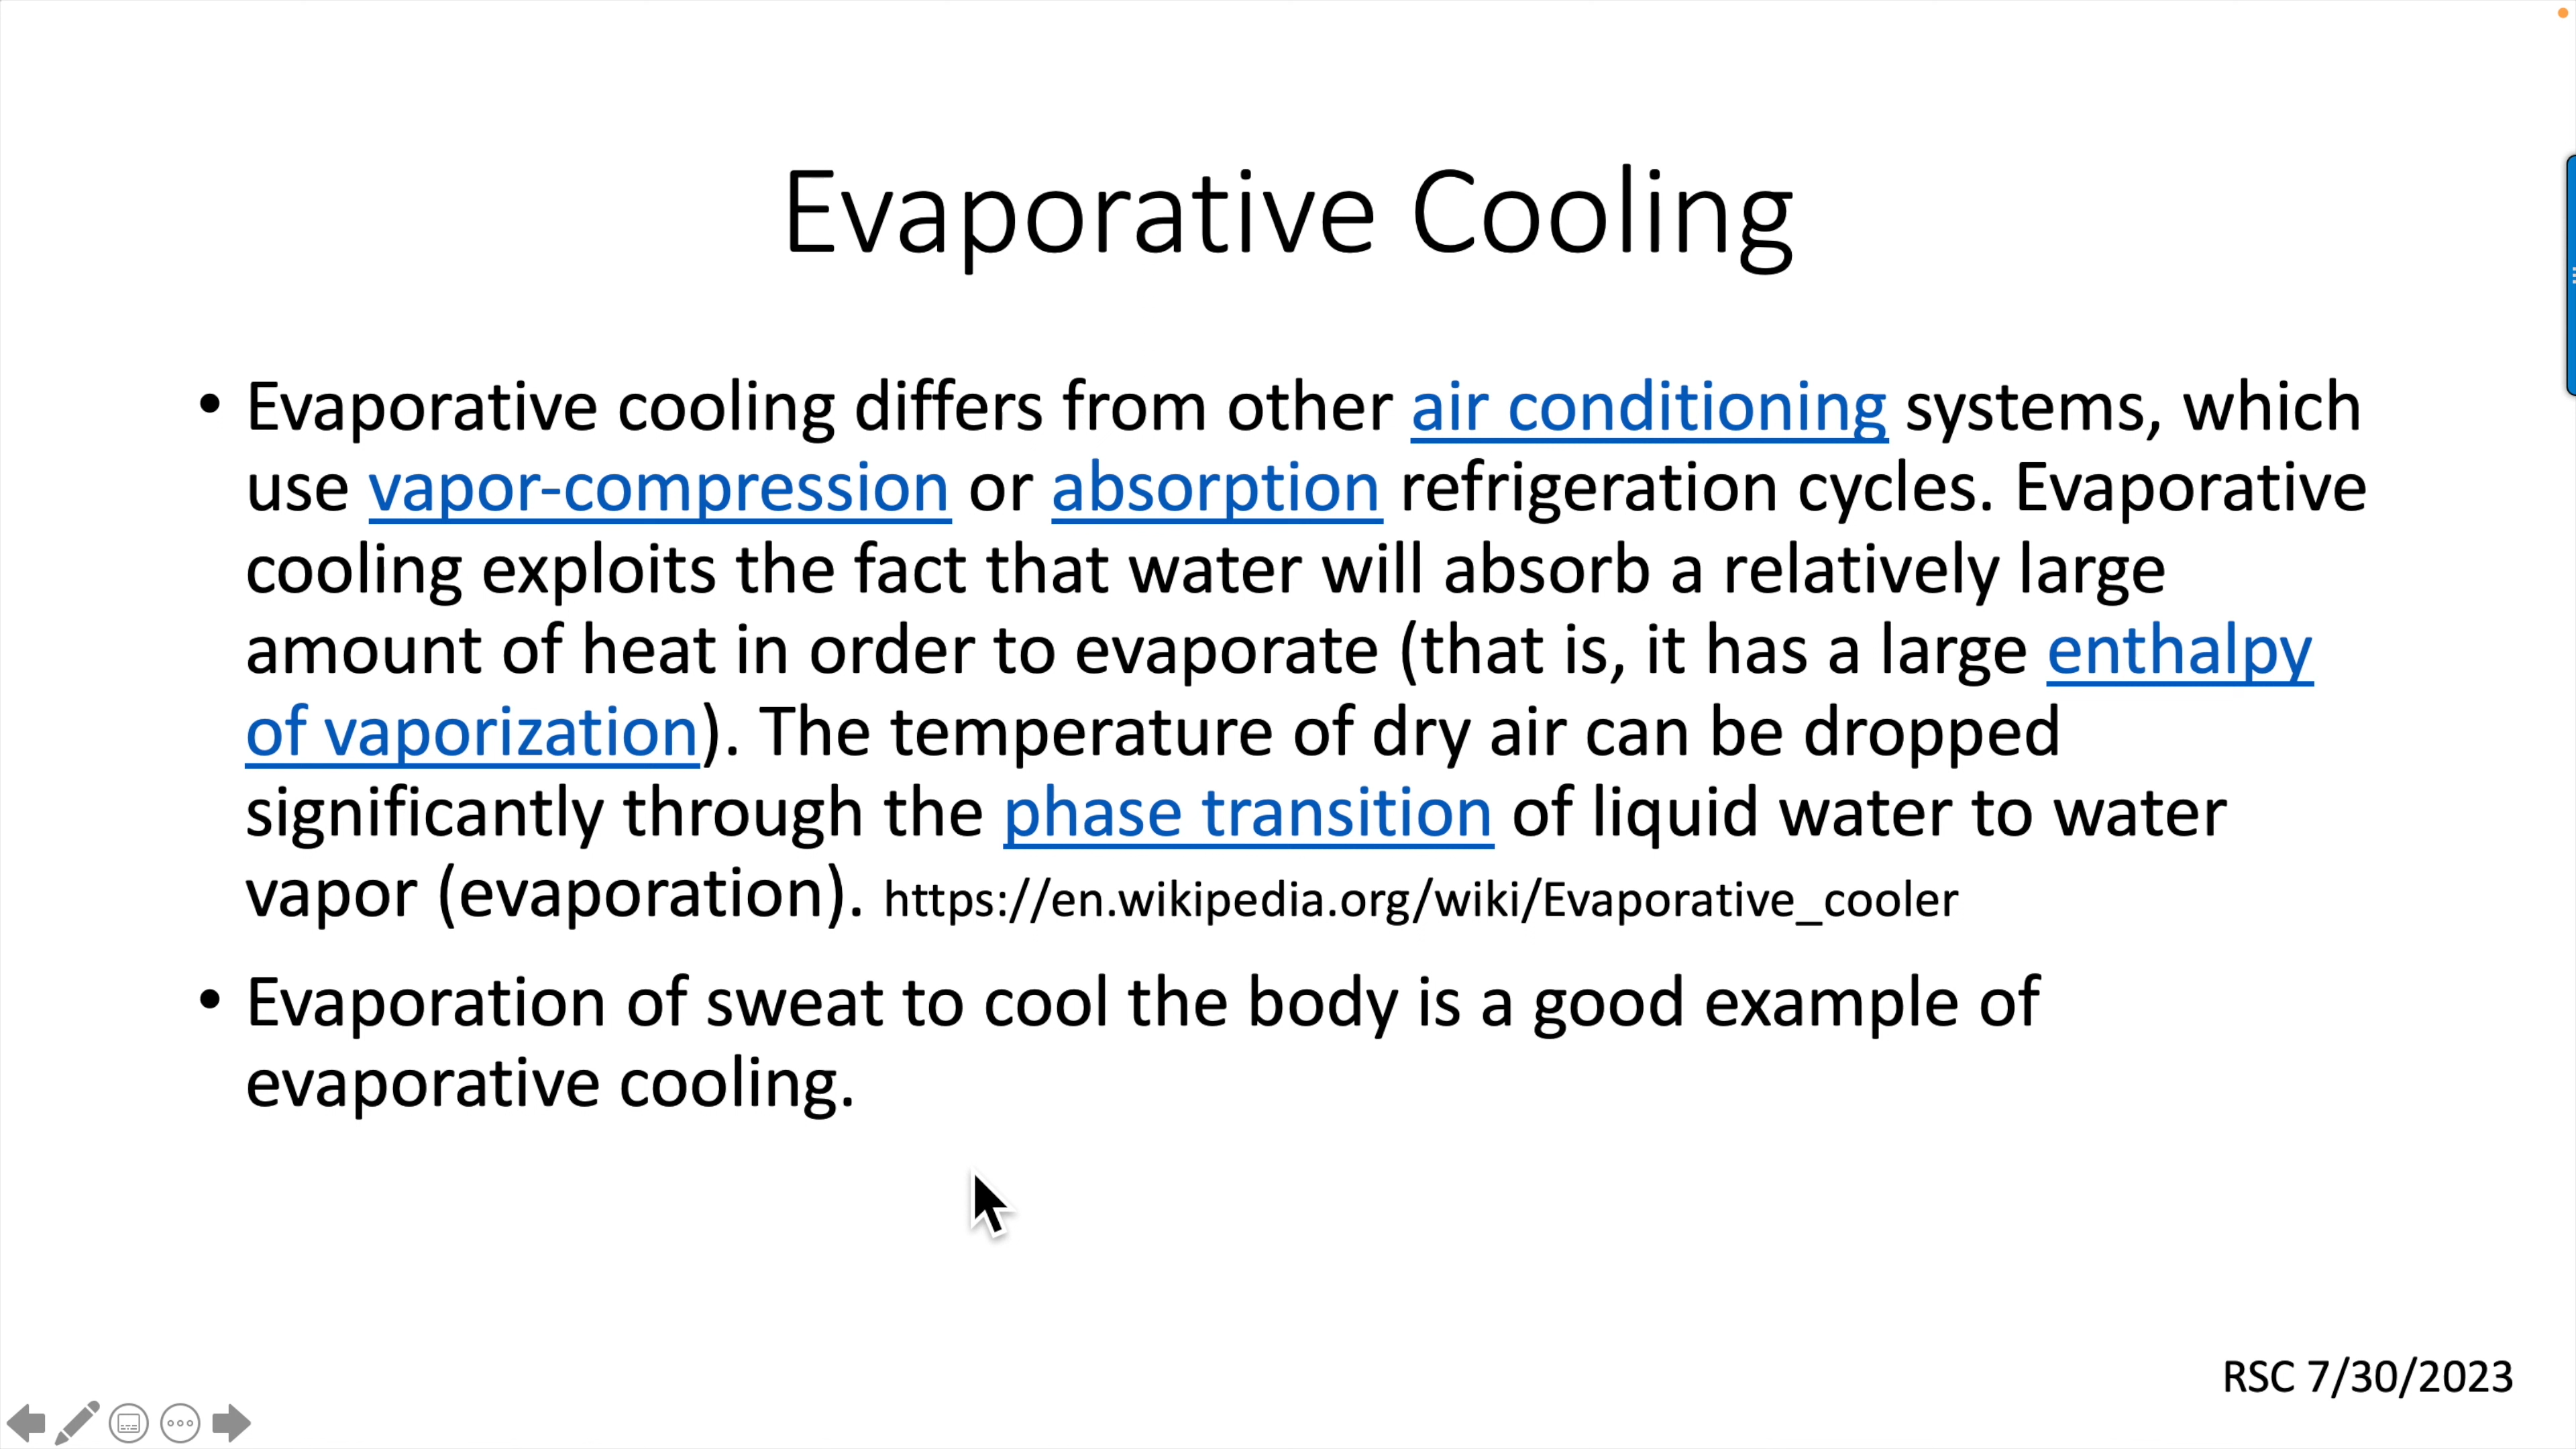 Evaporative Cooling
• Evaporative cooling differs from other air conditioning systems, which
use vapor-compression or absorption refrigeration cycles. Evaporative
cooling exploits the fact that water will absorb a relatively large
amount of heat in order to evaporate (that is, it has a large enthalpy
of vaporization). The temperature of dry air can be dropped
significantly through the phase transition of liquid water to water
vapor (evaporation). https://en.wikipedia.org/wiki/Evaporative_cooler
• Evaporation of sweat to cool the body is a good example of
evaporative cooling.
RSC 7/30/2023